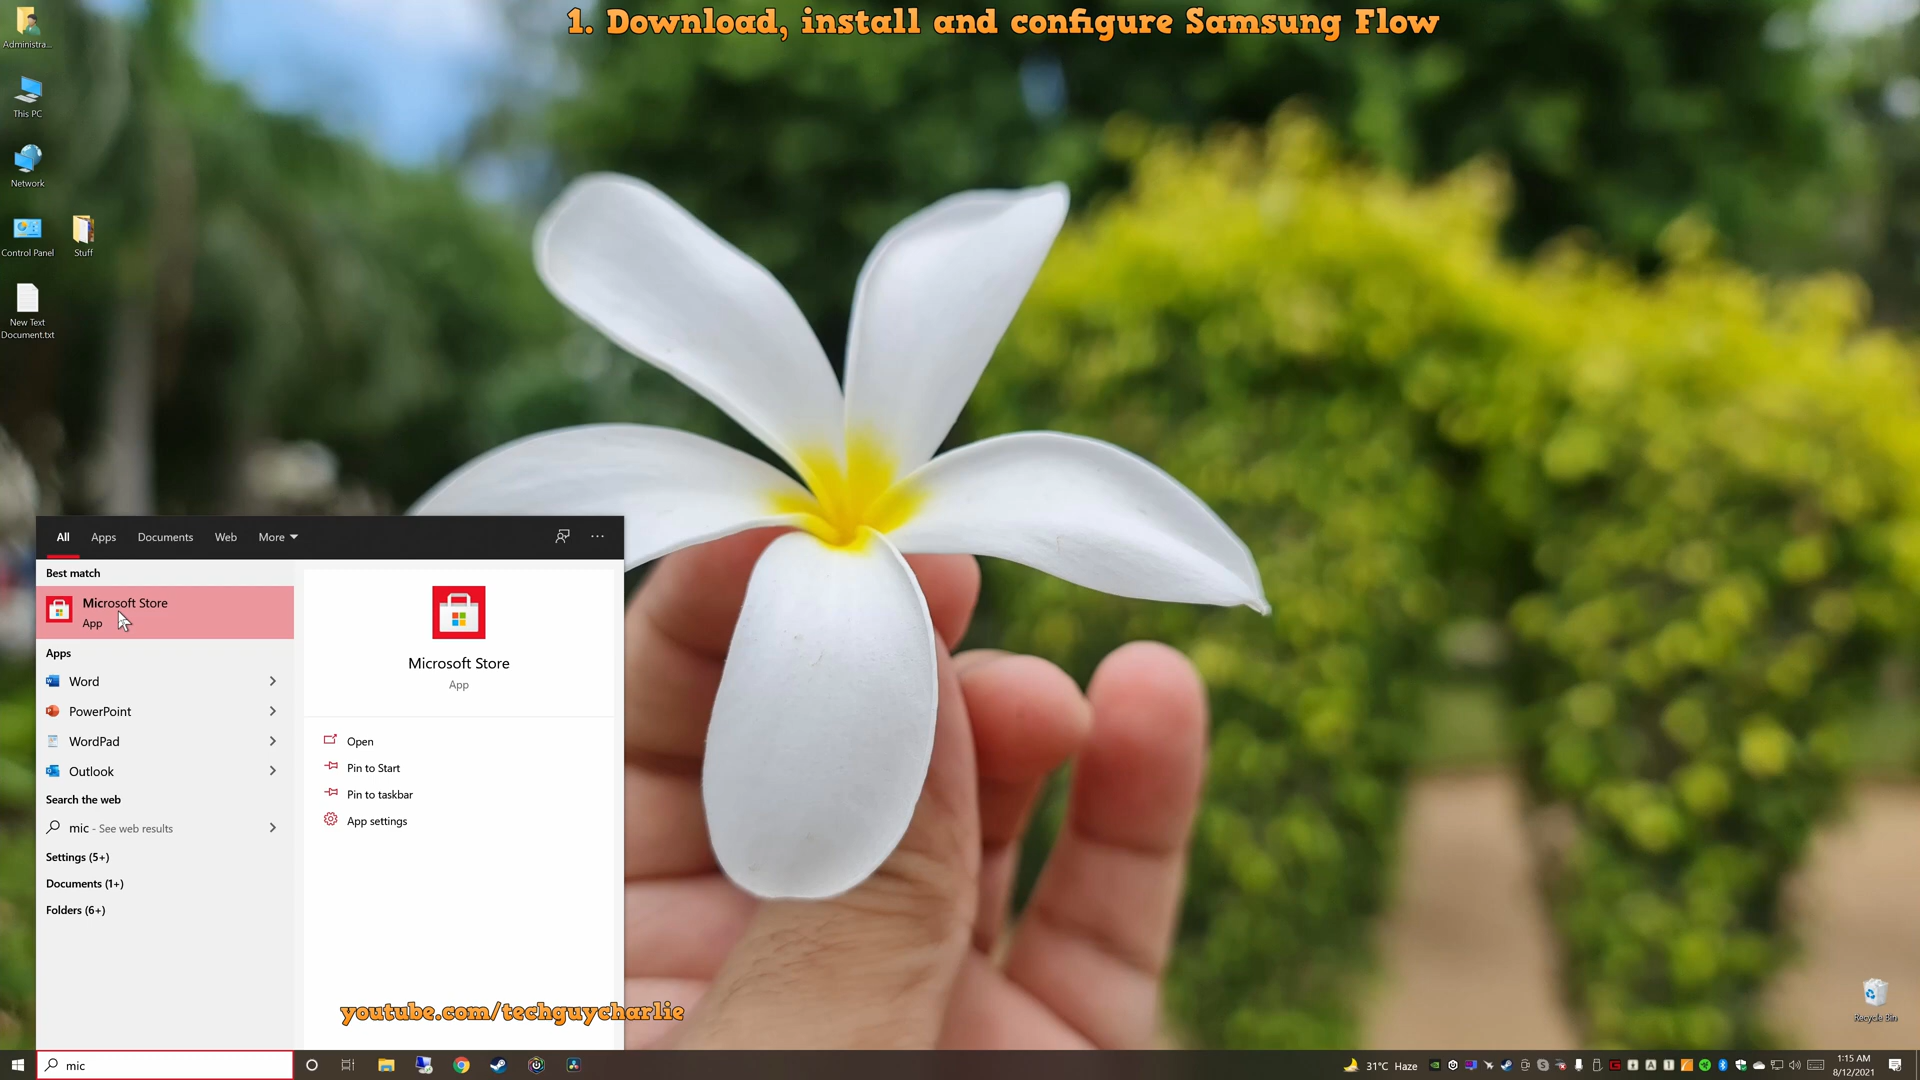 1. Download, install and configure Samsung Flow
Administra...
This PC
Network
Control Panel
Stuff
New Text
Document.txt
All
Apps
Documents
Web
More
Best match
Microsoft Store
App
Apps
Word
PowerPoint
WordPad
Outlook
Search the web
mic - See web results
Settings (5+)
Documents (1+)
Folders (6+)
Microsoft Store
App
Open
Pin to Start
Pin to taskbar
App settings
youtube.com/techguycharlie
Recycle Bin
mic
31°C Haze
1:15 AM
8/12/2021